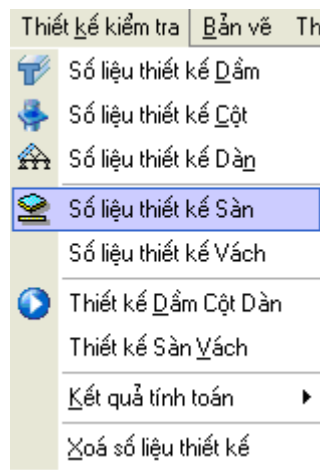 Thiết kế kiểm tra Bản vẽ Th
Số liệu thiết kế Dầm
Số liệu thiết kế Cột
Số liệu thiết kế Dàn
Số liệu thiết kế Sàn
Số liệu thiết kế Vách
Thiết kế Dầm Cột Dàn
Thiết kế Sàn Vách
Kết quả tính toán
Xoá số liệu thiết kế